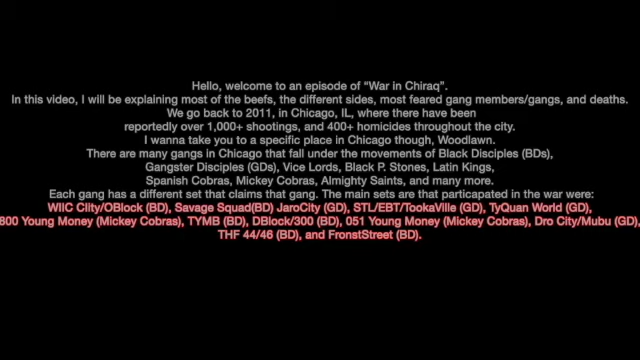 Hello, welcome to an episode of “War in Chiraq”.
In this video, I will be explaining most of the beefs, the different sides, most feared gang members/gangs, and deaths.
We go back to 2011, in Chicago, IL, where there have been
reportedly over 1,000+ shootings, and 400+ homicides throughout the city.
I wanna take you to a specific place in Chicago though, Woodlawn.
There are many gangs in Chicago that fall under the movements of Black Disciples (BDs),
Gangster Disciples (GDs), Vice Lords, Black P. Stones, Latin Kings,
Spanish Cobras, Mickey Cobras, Almighty Saints, and many more.
Each gang has a different set that claims that gang. The main sets are that particapated in the war were:
WIIC CIity/OBlock (BD), Savage Squad(BD) JaroCity (GD), STL/EBT/TookaVille (GD), TyQuan World (GD),
800 Young Money (Mickey Cobras), TYMB (BD), DBlock/300 (BD), 051 Young Money (Mickey Cobras), Dro City/Mubu (GD),
THF 44/46 (BD), and FronstStreet (BD).